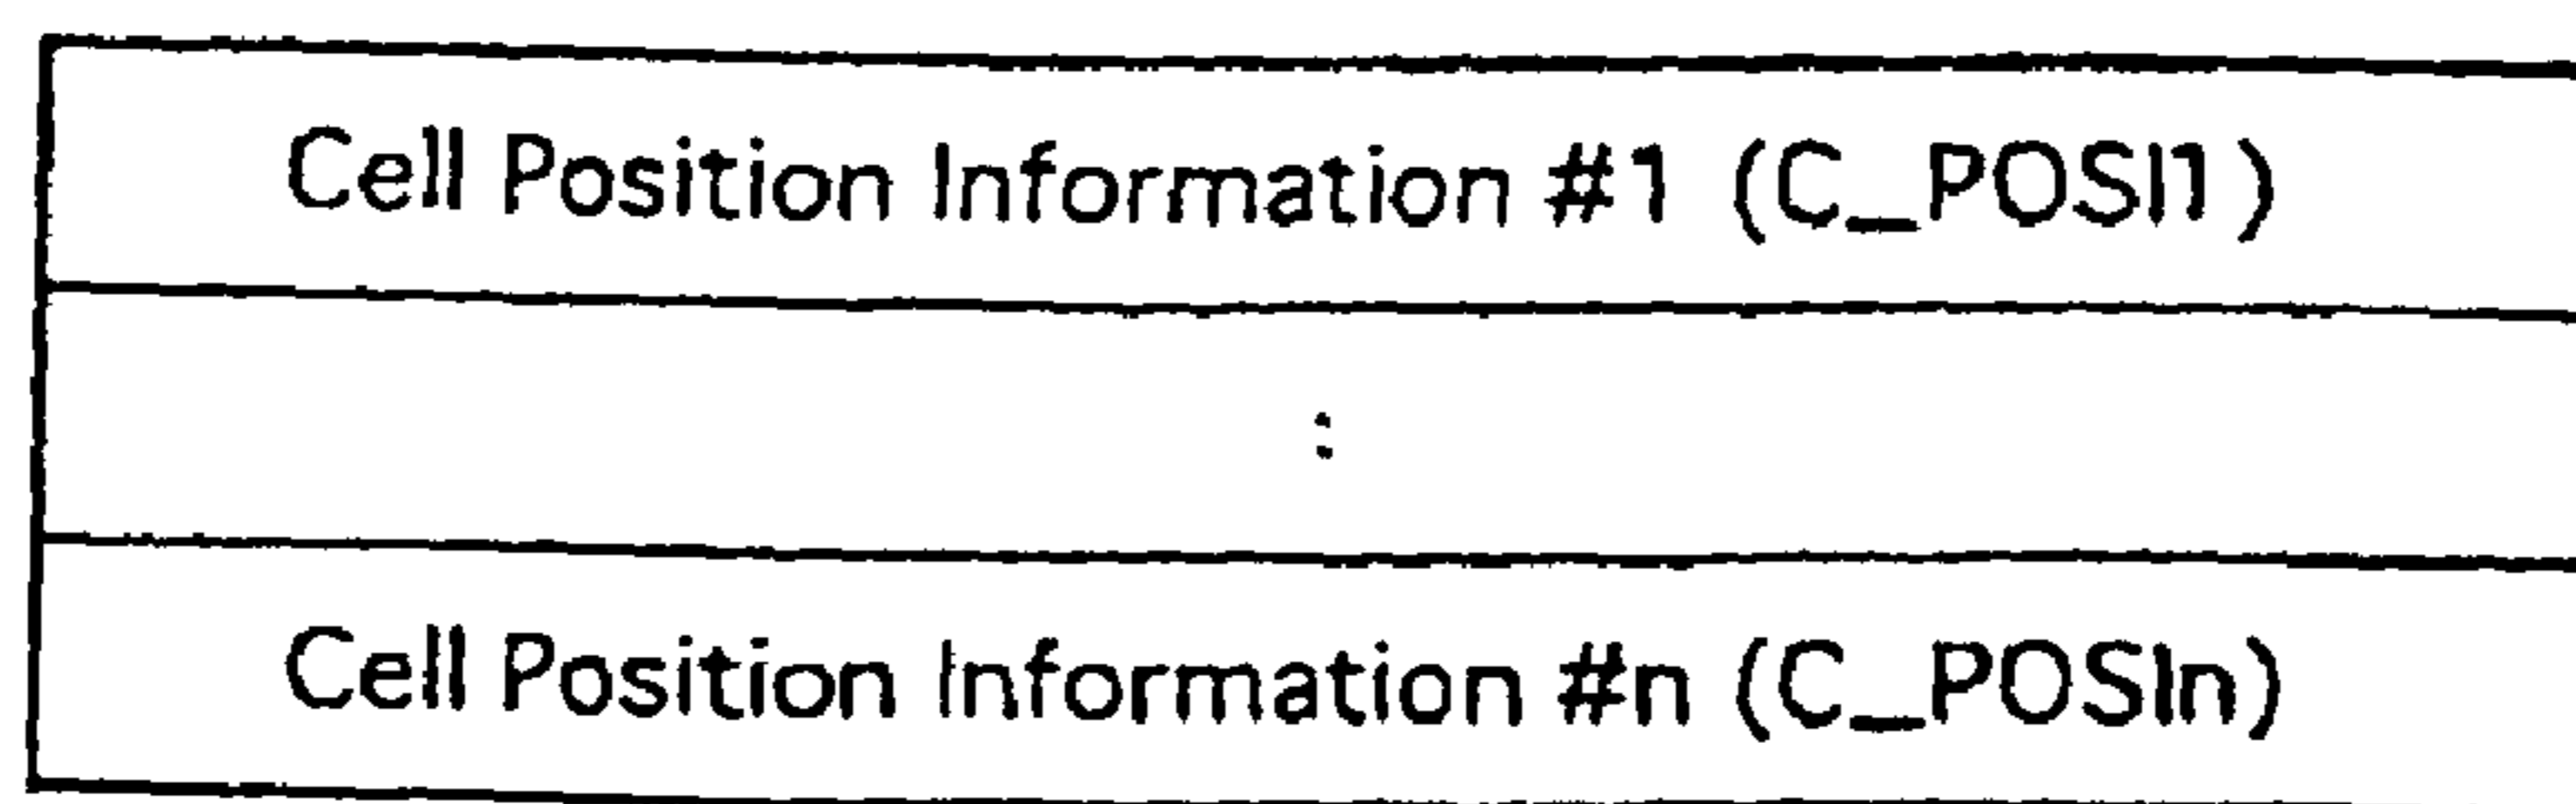 Cell Position Information #1 (C_POSI1)
:
Cell Position Information #n (C_POSIn)